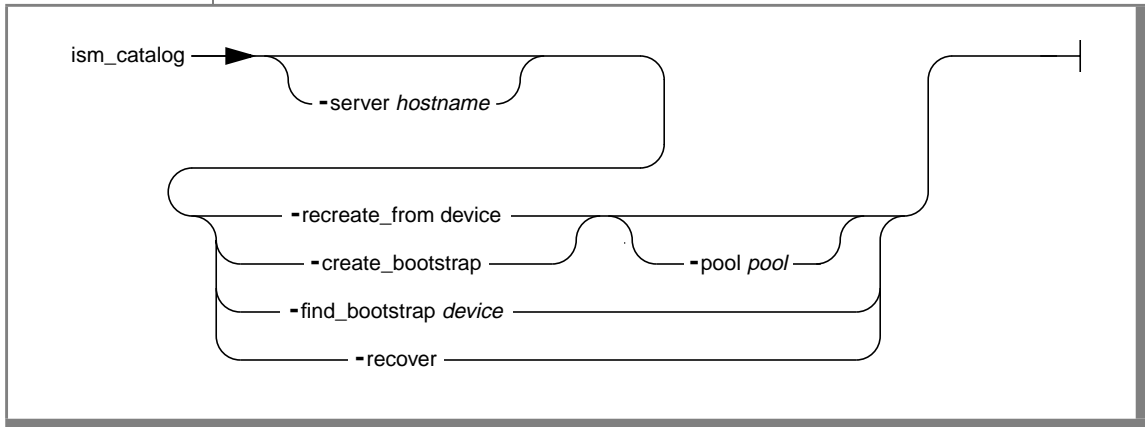 ism_catalog
-server hostname
-recreate_from device
-create_bootstrap
-pool pool
-find_bootstrap device
-recover